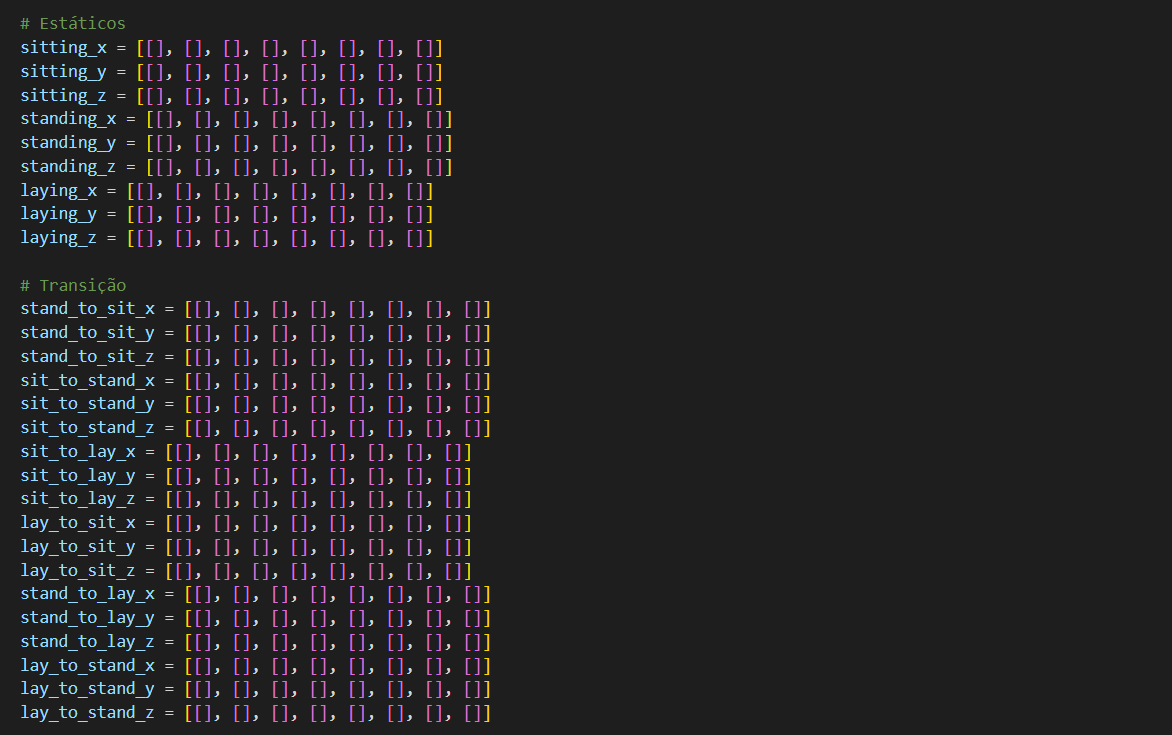 # Estáticos
sitting_x = [[], [], [], [], [], [], [], []]
sitting_y = [[], [], [], [], [], [], [], []]
sitting_z = [[], [], [], [], [], [], [], []]
standing_x = [[], [], [], [], [], [], [], []]
standing_y = [[], [], [], [], [], [], [], []]
standing_z = [[], [], [], [], [], [], [], []]
laying_x = [[], [], [], [], [], [], [], []]
laying_y = [[], [], [], [], [], [], [], []]
laying_z = [[], [], [], [], [], [], [], []]
# Transição
stand_to_sit_x = [[], [], [], [], [], [], [], []]
stand_to_sit_y = [[], [], [], [], [], [], [], []]
stand_to_sit_z = [[], [], [], [], [], [], [], []]
sit_to_stand_x = [[], [], [], [], [], [], [], []]
sit_to_stand_y = [[], [], [], [], [], [], [], []]
sit_to_stand_z = [[], [], [], [], [], [], [], []]
sit_to_lay_x = [[], [], [], [], [], [], [], []]
sit_to_lay_y = [[], [], [], [], [], [], [], []]
sit_to_lay_z = [[], [], [], [], [], [], [], []]
lay_to_sit_x = [[], [], [], [], [], [], [], []]
lay_to_sit_y = [[], [], [], [], [], [], [], []]
lay_to_sit_z = [[], [], [], [], [], [], [], []]
stand_to_lay_x = [[], [], [], [], [], [], [], []]
stand_to_lay_y = [[], [], [], [], [], [], [], []]
stand_to_lay_z = [[], [], [], [], [], [], [], []]
lay_to_stand_x = [[], [], [], [], [], [], [], []]
lay_to_stand_y = [[], [], [], [], [], [], [], []]
lay_to_stand_z = [[], [], [], [], [], [], [], []]